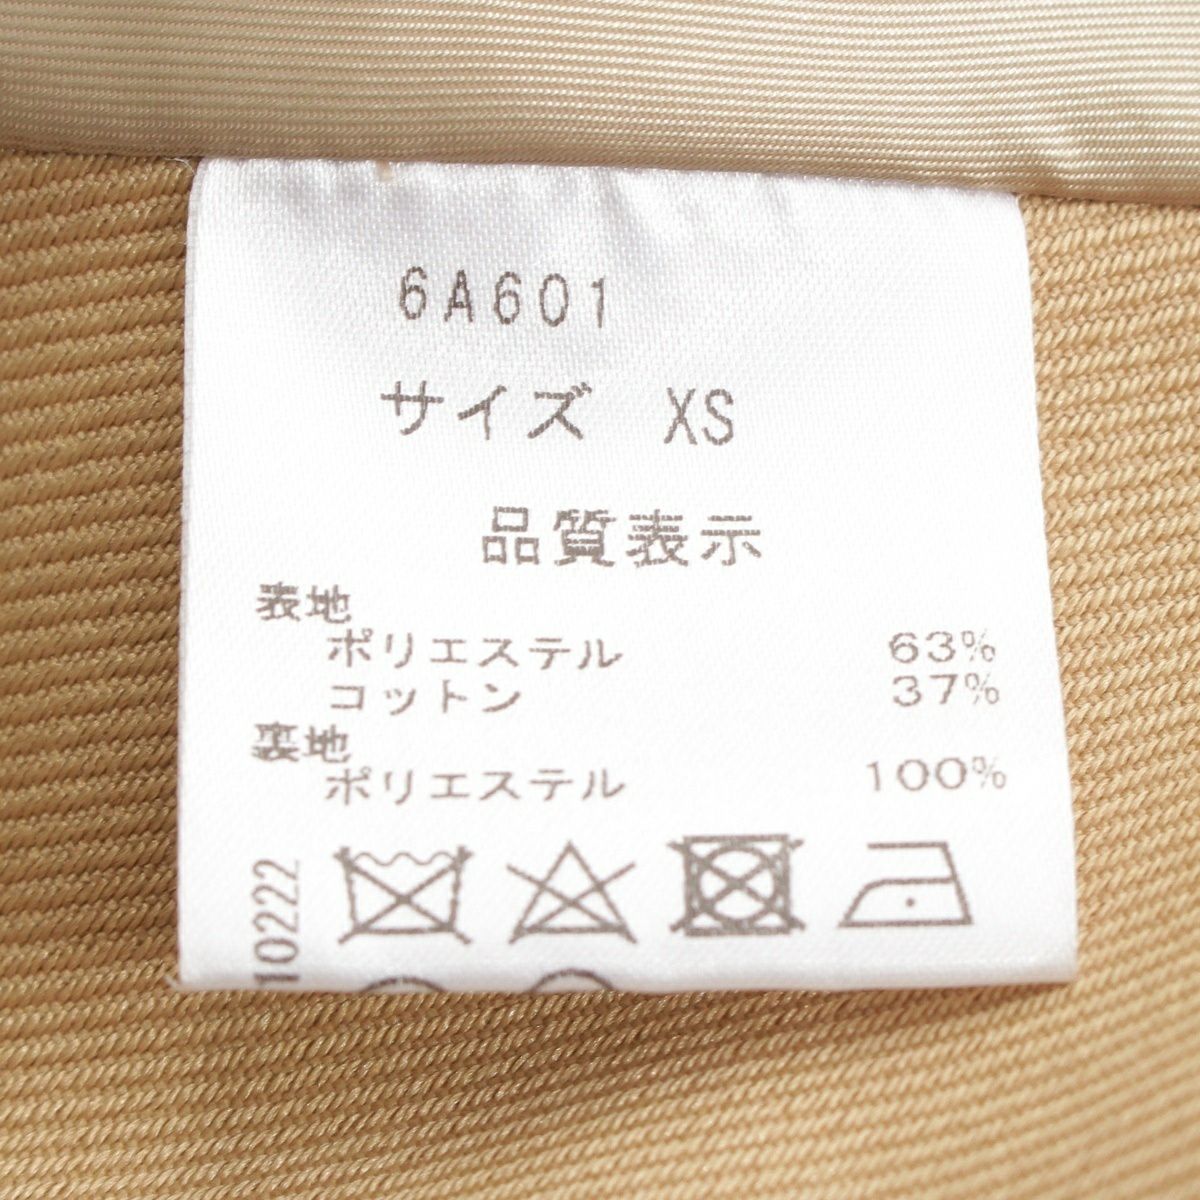 6A601
サイズ XS
品質表示
表地
ポリエステル 63%
コットン 37%
裏地
ポリエステル 100%
10222